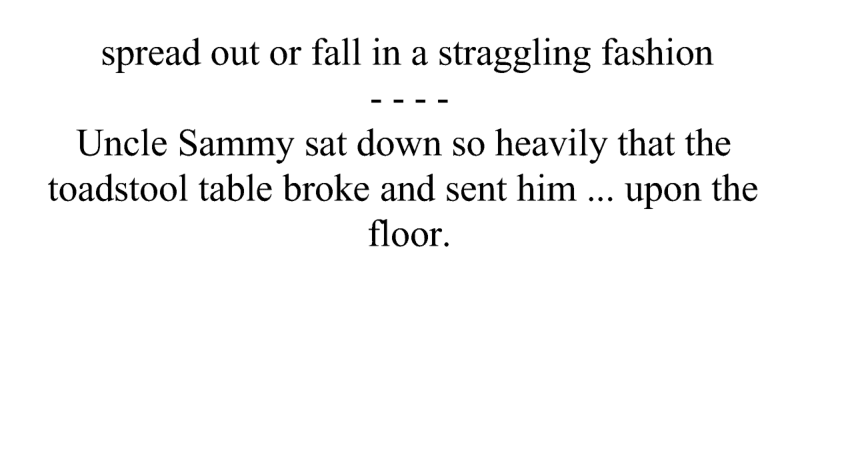 spread out or fall in a straggling fashion
- - - -
Uncle Sammy sat down so heavily that the
toadstool table broke and sent him ... upon the
floor.